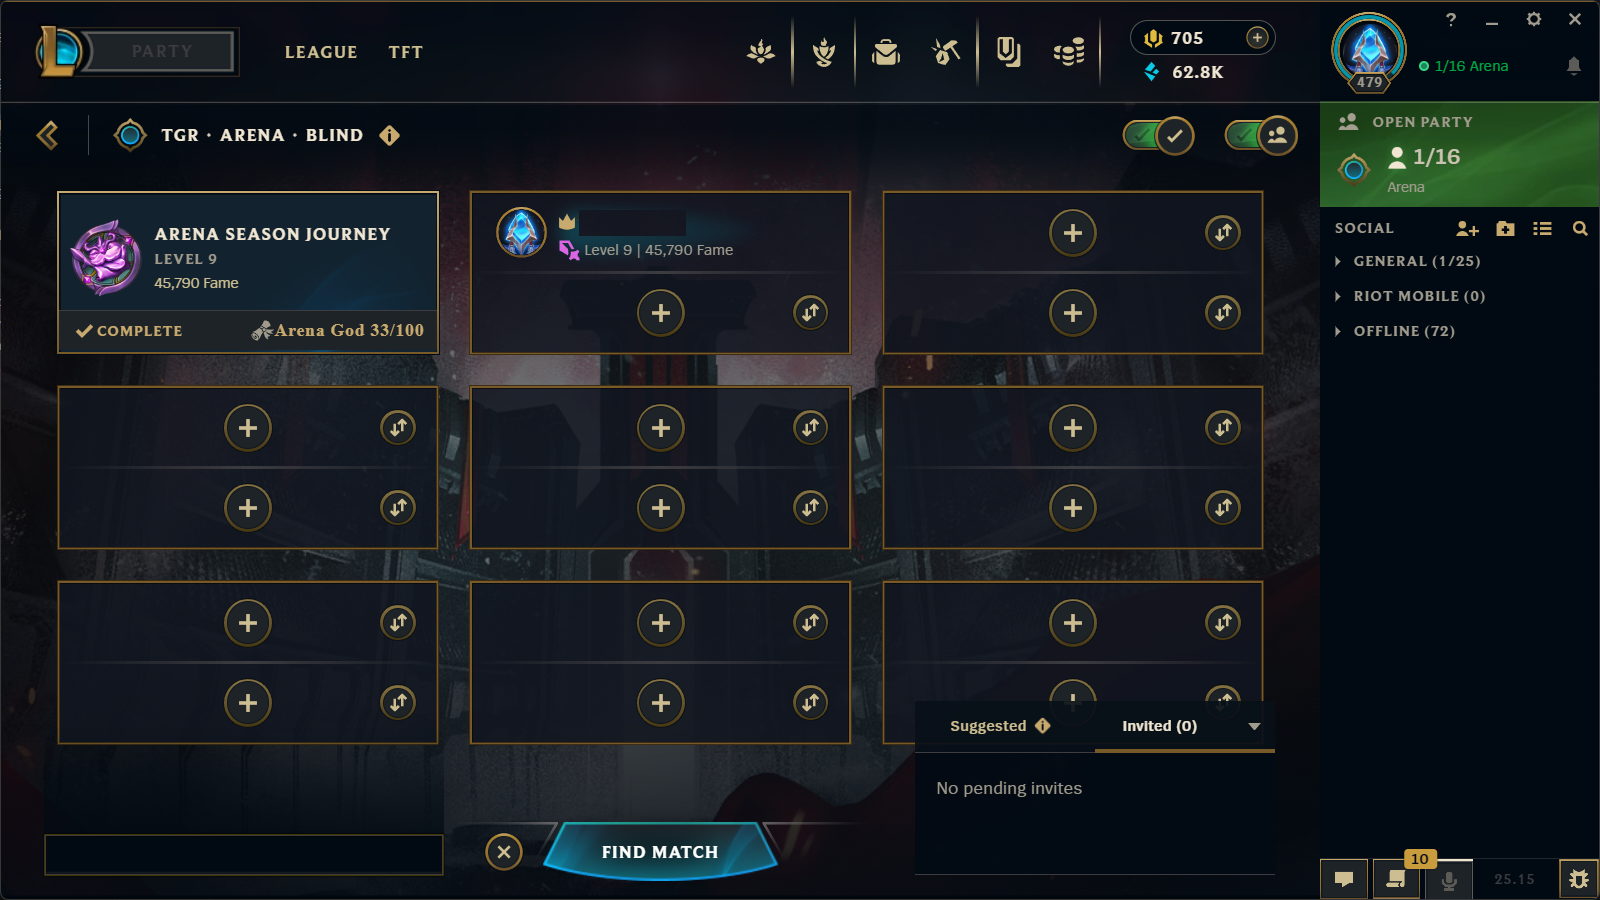 PARTY
LEAGUE
TFT
705
62.8K
?
479
1/16 Arena
TGR · ARENA · BLIND
OPEN PARTY
1/16
Arena
SOCIAL
GENERAL (1/25)
RIOT MOBILE (0)
OFFLINE (72)
ARENA SEASON JOURNEY
LEVEL 9
45,790 Fame
COMPLETE
Arena God 33/100
Level 9 | 45,790 Fame
Suggested
Invited (0)
No pending invites
FIND MATCH
10
25.15